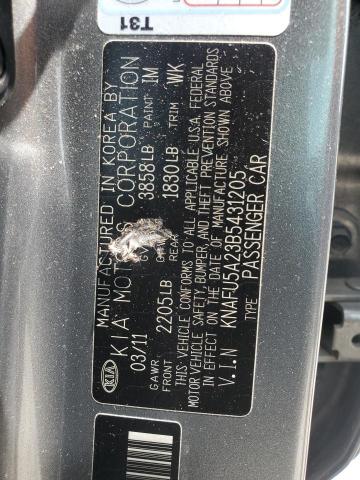 T31
MANUFACTURED IN KOREA BY
KIA MOTORS CORPORATION
03/11 3858LB PAINT 1M
GAWR
FRONT 2205LB REAR 1890LB TRIM WK
THIS VEHICLE CONFORMS TO ALL APPLICABLE U.S.A. FEDERAL
MOTOR VEHICLE SAFETY, BUMPER, AND THEFT PREVENTION STANDARDS
IN EFFECT ON THE DATE OF MANUFACTURE SHOWN ABOVE
V.I.N KNAFU5A23B5431205
TYPE PASSENGER CAR
KIA